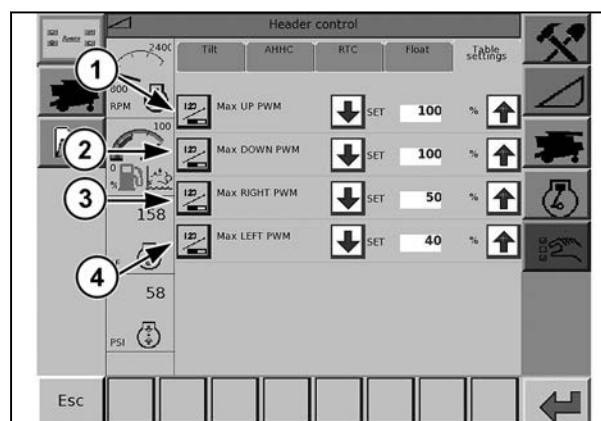 Header control
Tilt AHHC RTC Float Table settings
2400
800
RPM
1
Max UP PWM SET 100 %
100
2
Max DOWN PWM SET 100 %
0
%
3
Max RIGHT PWM SET 50 %
158
4
Max LEFT PWM SET 40 %
58
PSI
Esc